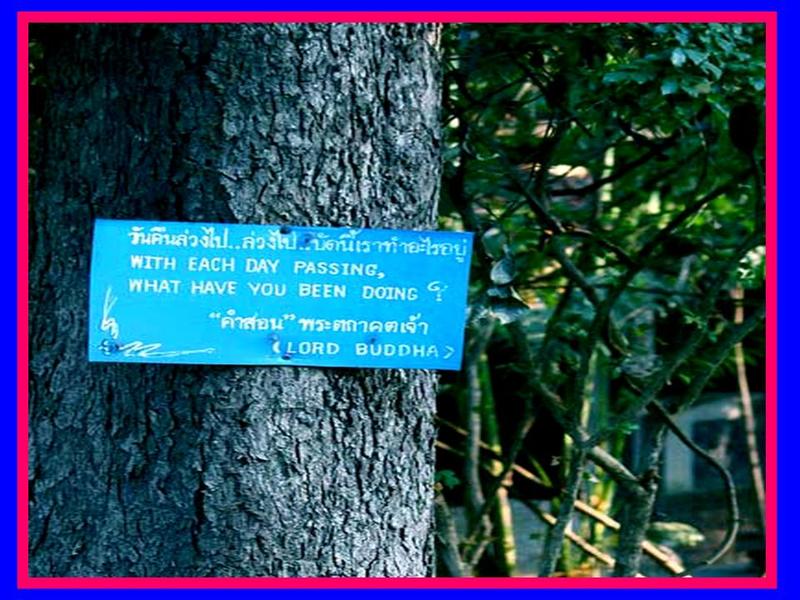 วันคืนล่วงไป..ล่วงไป..บัดนี้เราทำอะไรอยู่
WITH EACH DAY PASSING,
WHAT HAVE YOU BEEN DOING ?
“คำสอน” พระตถาคตเจ้า
(LORD BUDDHA)